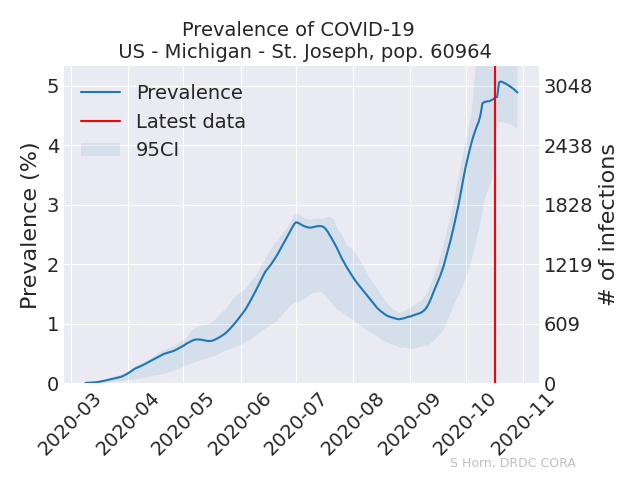 Prevalence of COVID-19
US - Michigan - St. Joseph, pop. 60964
Prevalence
Latest data
95CI
Prevalence (%)
5
4
3
2
1
0
3048
2438
1828
1219
609
0
# of infections
2020-03
2020-04
2020-05
2020-06
2020-07
2020-08
2020-09
2020-10
2020-11
S Horn, DRDC CORA